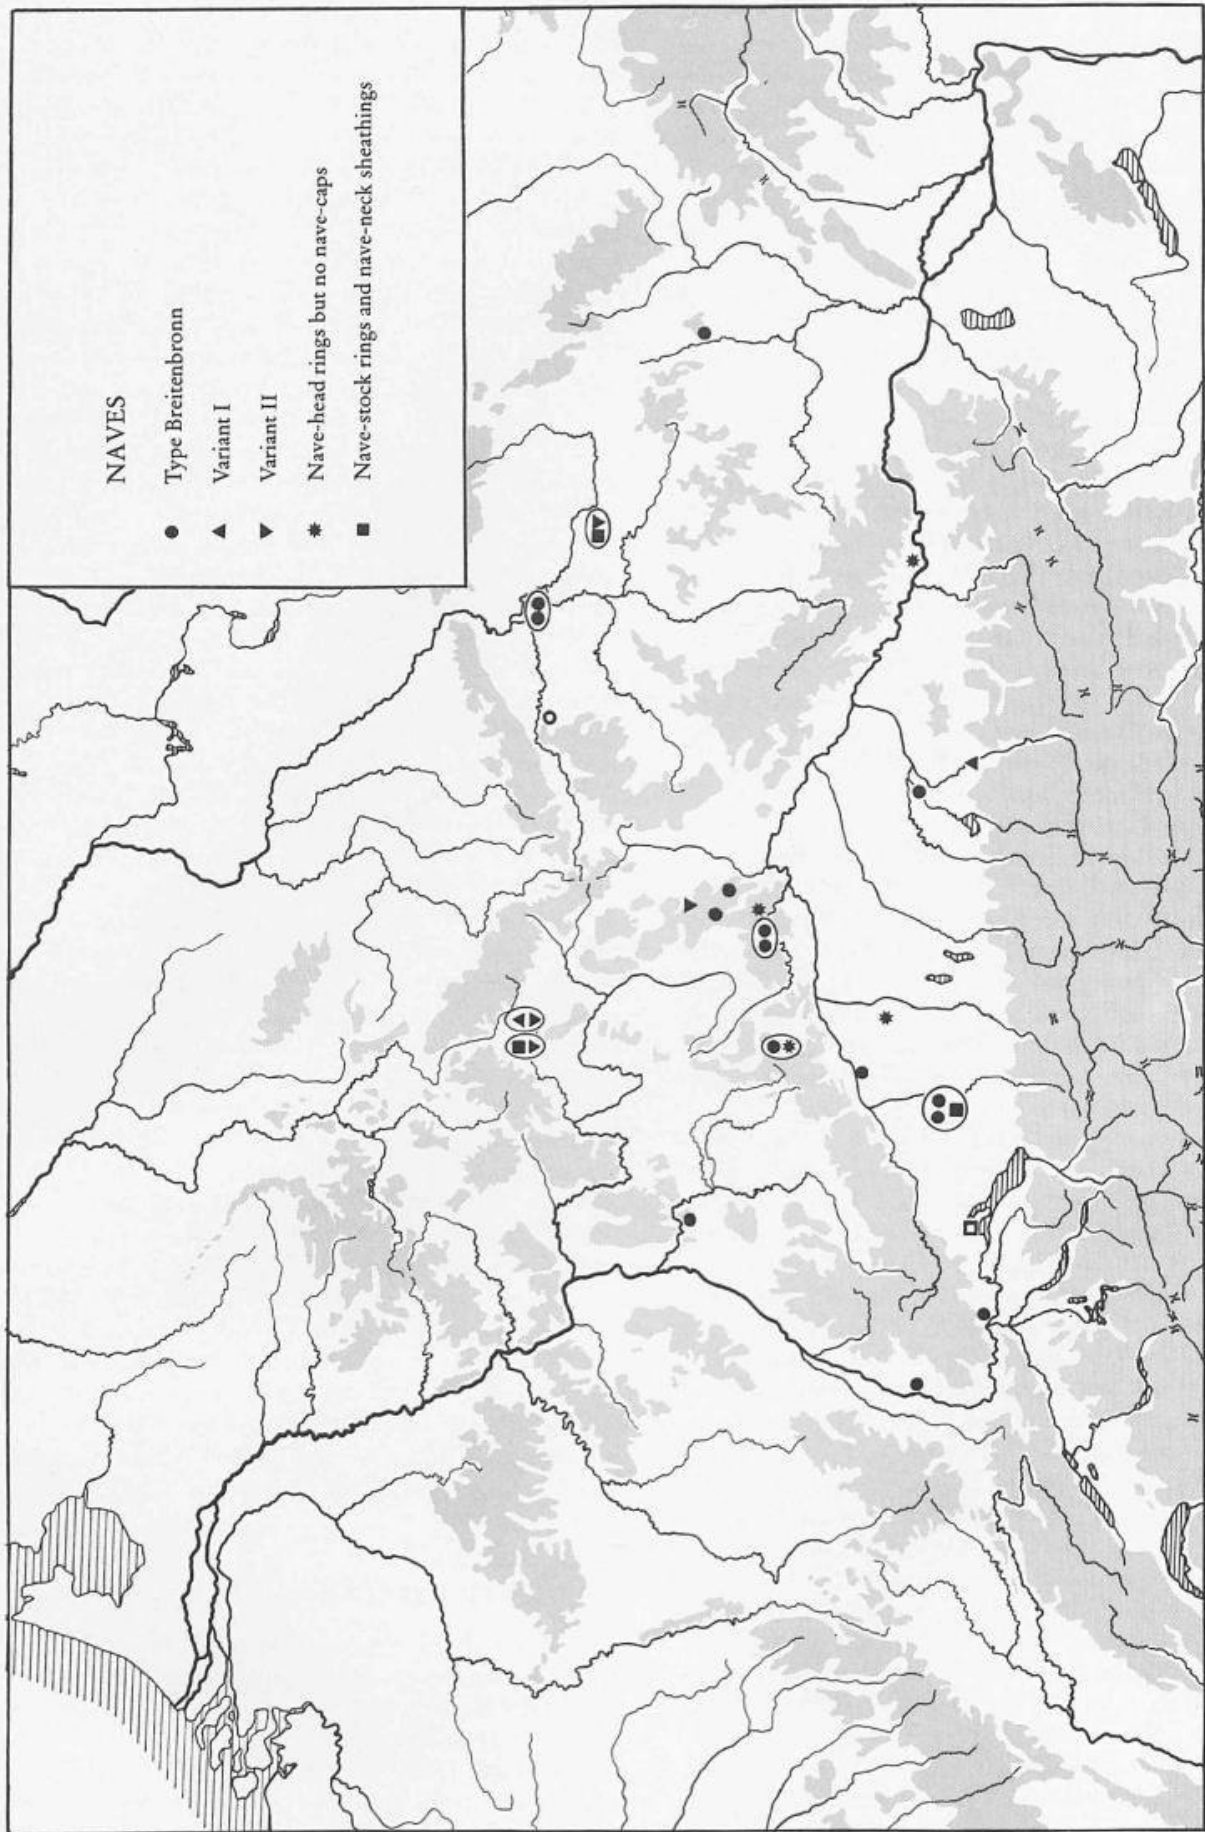 NAVES
Type Breitenbronn
Variant I
Variant II
Nave-head rings but no nave-caps
Nave-stock rings and nave-neck sheathings